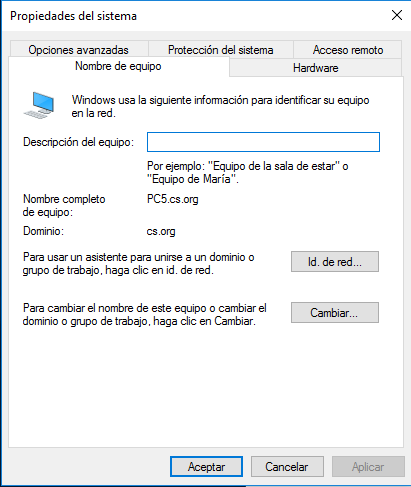 Propiedades del sistema
Opciones avanzadas
Protección del sistema
Acceso remoto
Nombre de equipo
Hardware
Windows usa la siguiente información para identificar su equipo
en la red.
Descripción del equipo:
Por ejemplo: "Equipo de la sala de estar" o
"Equipo de María".
Nombre completo
de equipo:
PC5.cs.org
Dominio:
cs.org
Para usar un asistente para unirse a un dominio o
grupo de trabajo, haga clic en id. de red.
Id. de red...
Para cambiar el nombre de este equipo o cambiar el
dominio o grupo de trabajo, haga clic en Cambiar.
Cambiar...
Aceptar
Cancelar
Aplicar